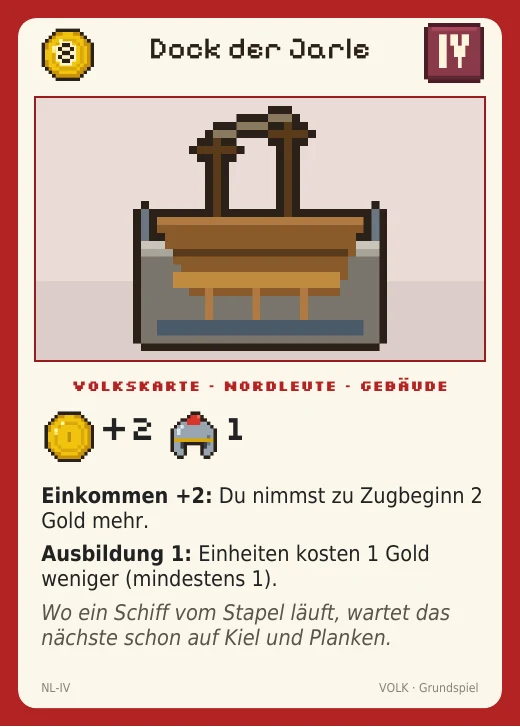 8 Dock der Jarle IV
VOLKSKARTE - NORDLEUTE - GEBÄUDE
+2 1
Einkommen +2: Du nimmst zu Zugbeginn 2
Gold mehr.
Ausbildung 1: Einheiten kosten 1 Gold
weniger (mindestens 1).
Wo ein Schiff vom Stapel läuft, wartet das
nächste schon auf Kiel und Planken.
NL-IV VOLK · Grundspiel